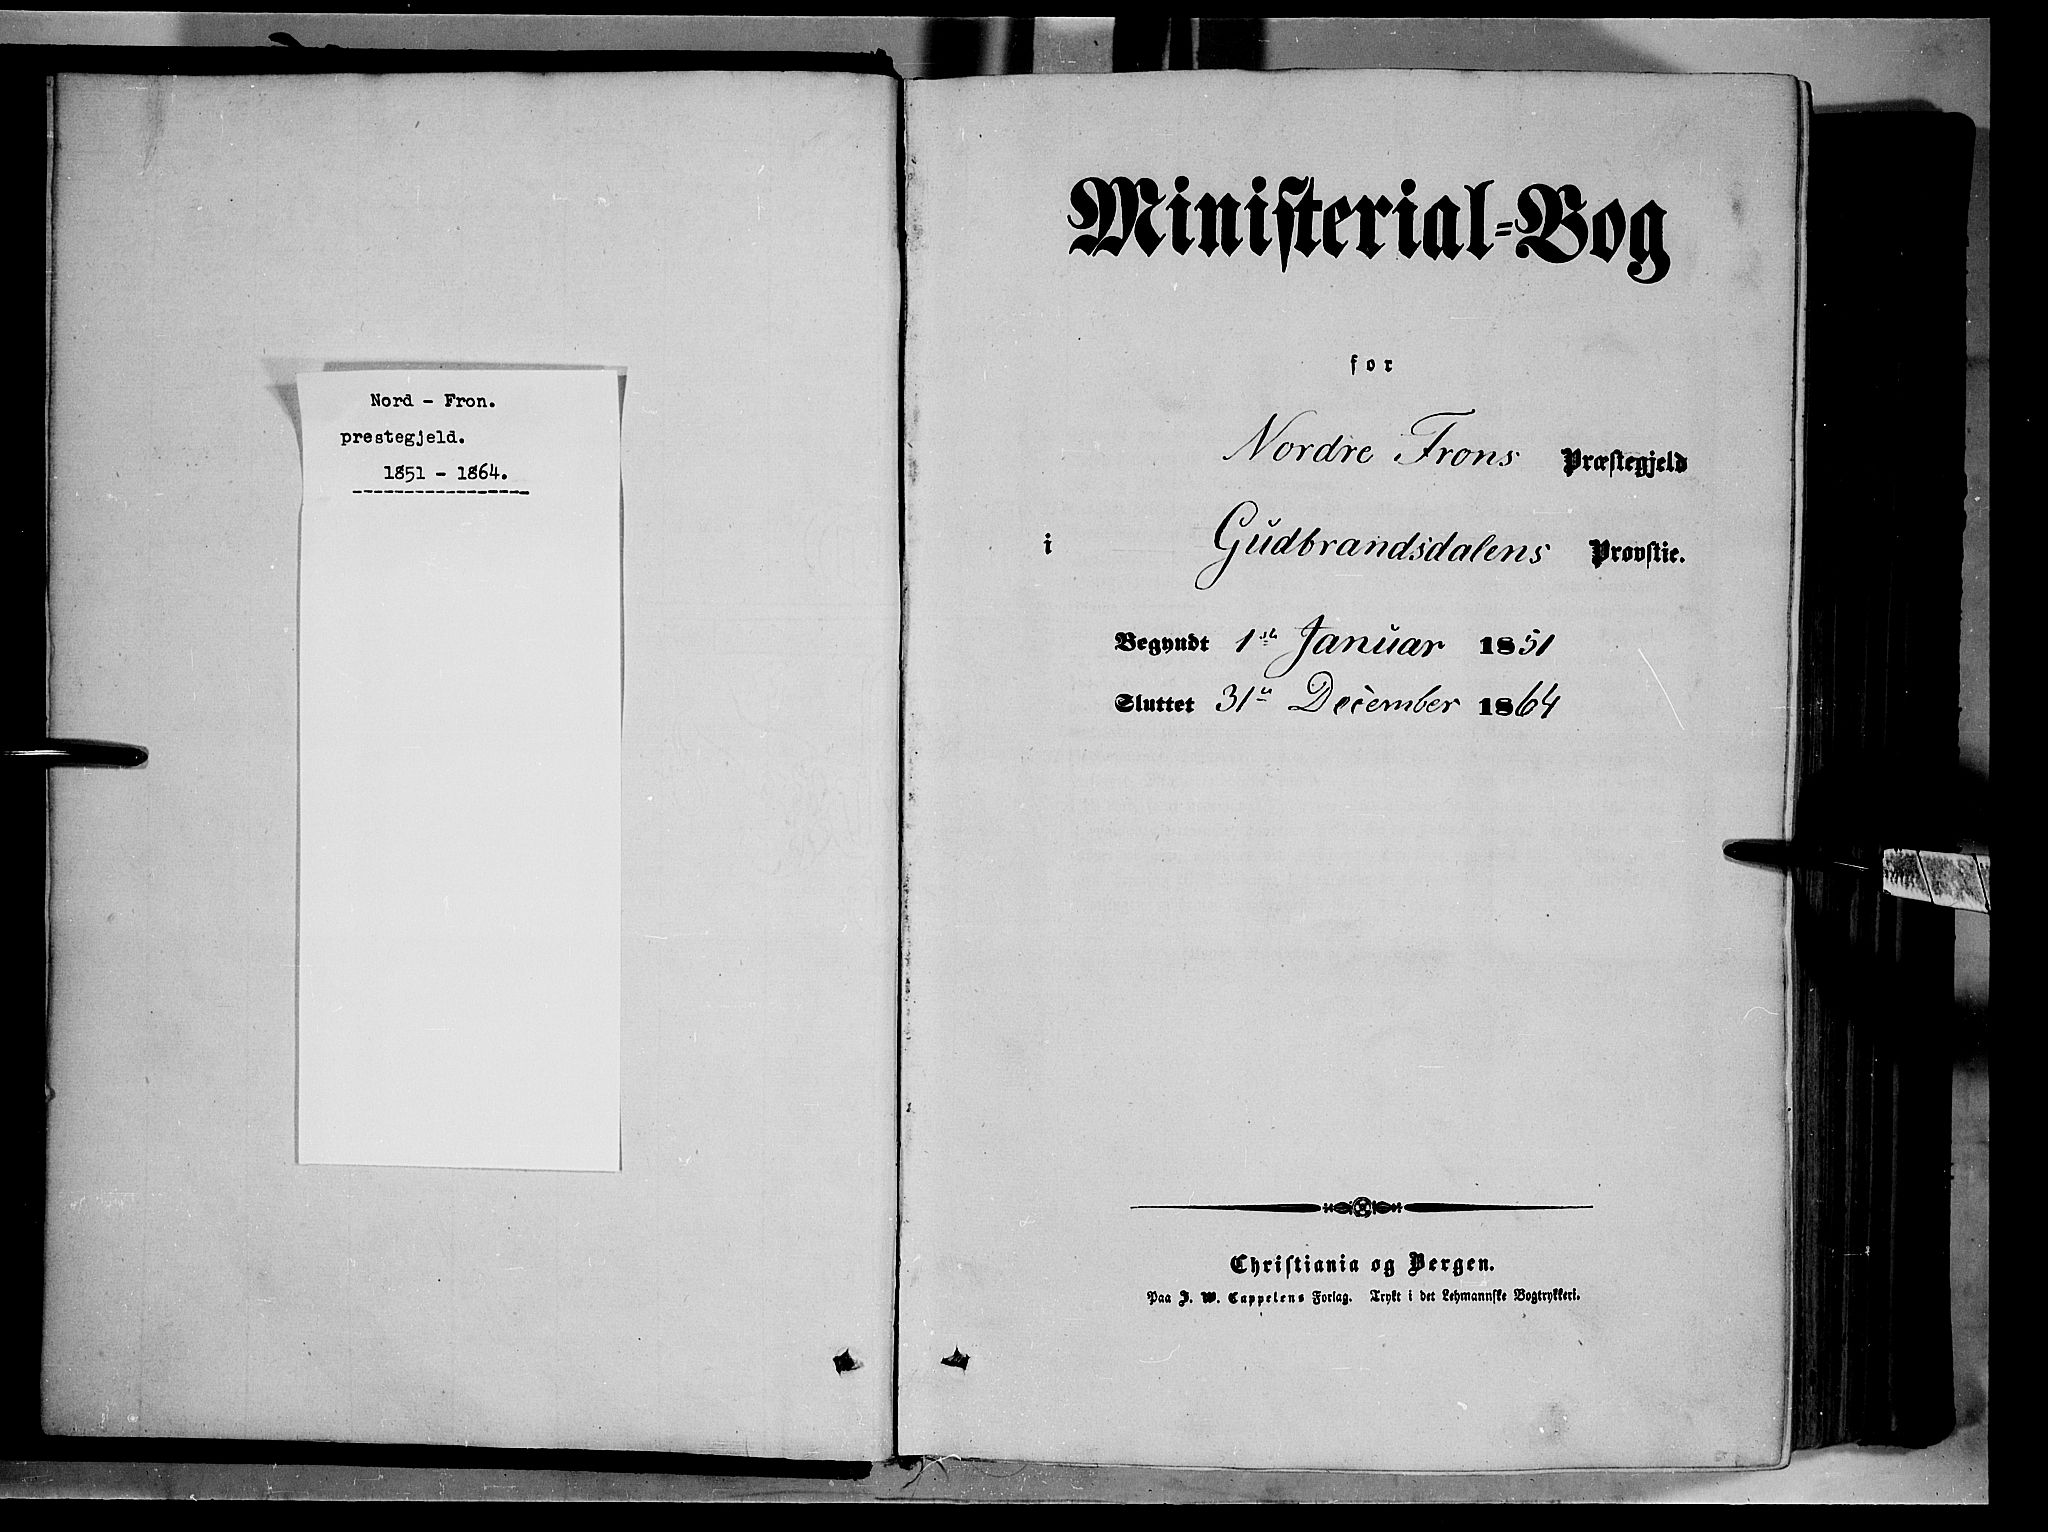 Nord - Fron.
prestegjeld.
1851 - 1864.
Ministerial-Bog
for
Nordre Frons Præstegjeld
i Gudbrandsdalens Provstie.
Begyndt 1ste Januar 1851
Sluttet 31te December 1864
Christiania og Bergen.
Paa J. W. Cappelens Forlag. Trykt i det Lehmannske Bogtrykkeri.